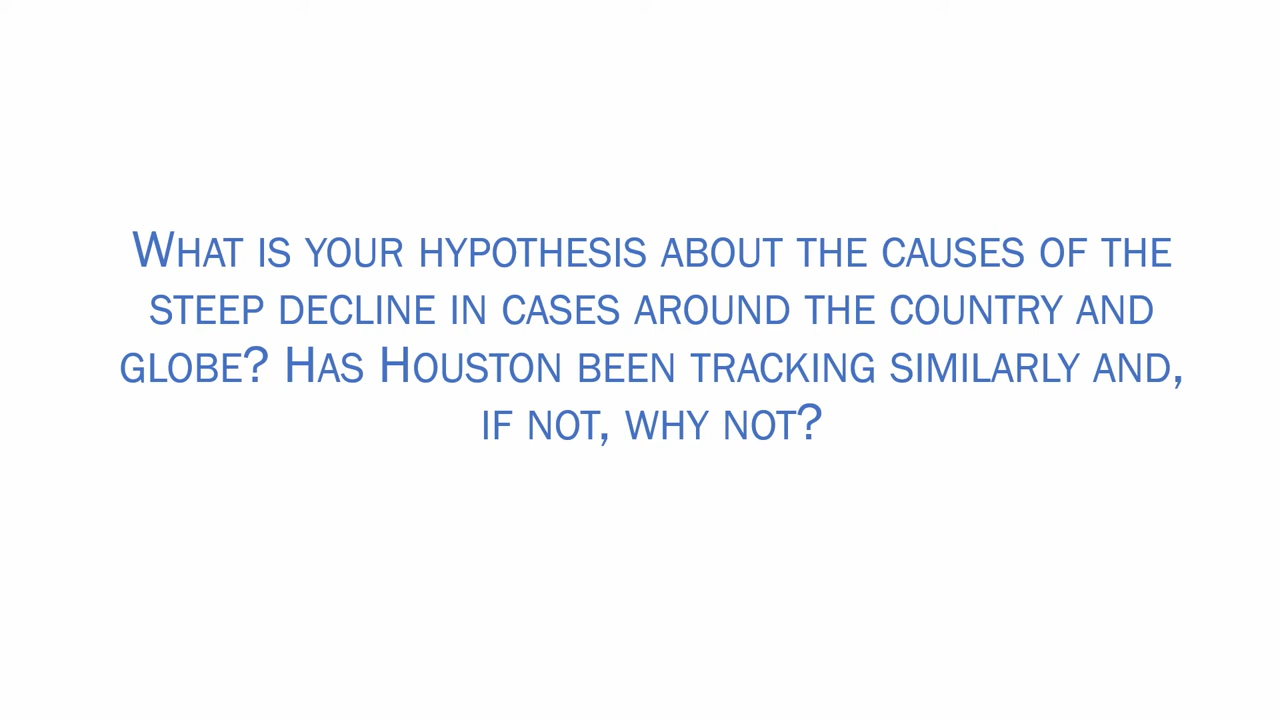 What is your hypothesis about the causes of the
steep decline in cases around the country and
globe? Has Houston been tracking similarly and,
if not, why not?